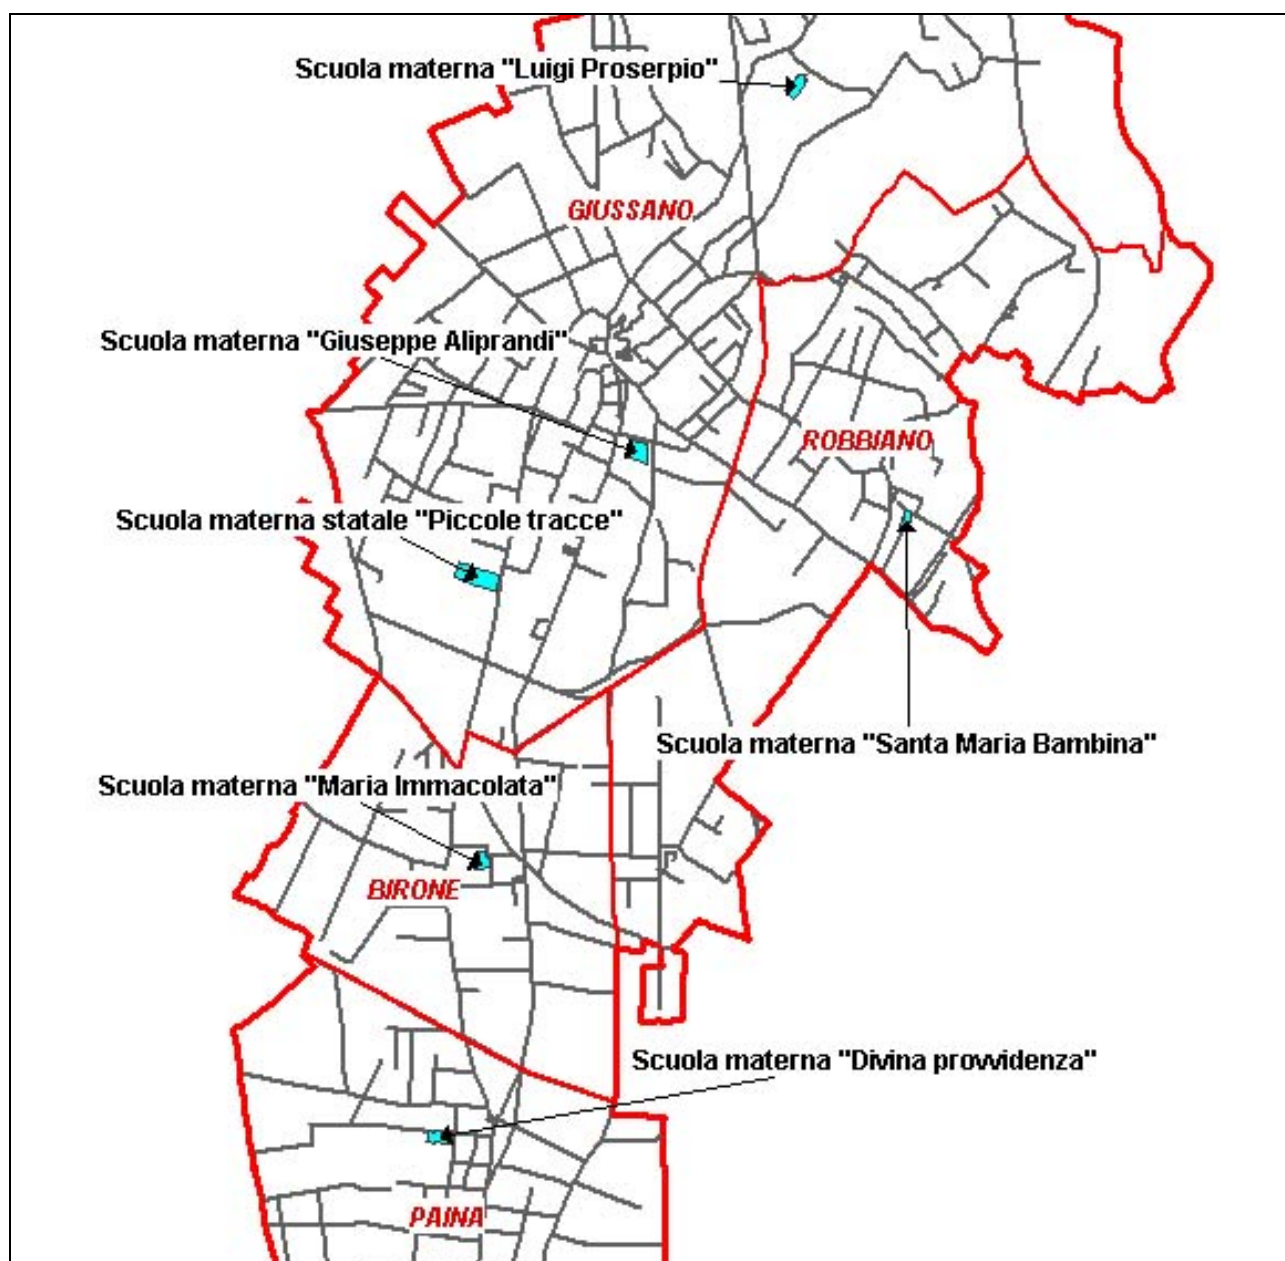 Scuola materna "Luigi Proserpio"
GIUSSANO
Scuola materna "Giuseppe Aliprandi"
ROBBIANO
Scuola materna statale "Piccole tracce"
Scuola materna "Santa Maria Bambina"
Scuola materna "Maria Immacolata"
BIRONE
Scuola materna "Divina provvidenza"
PAINA